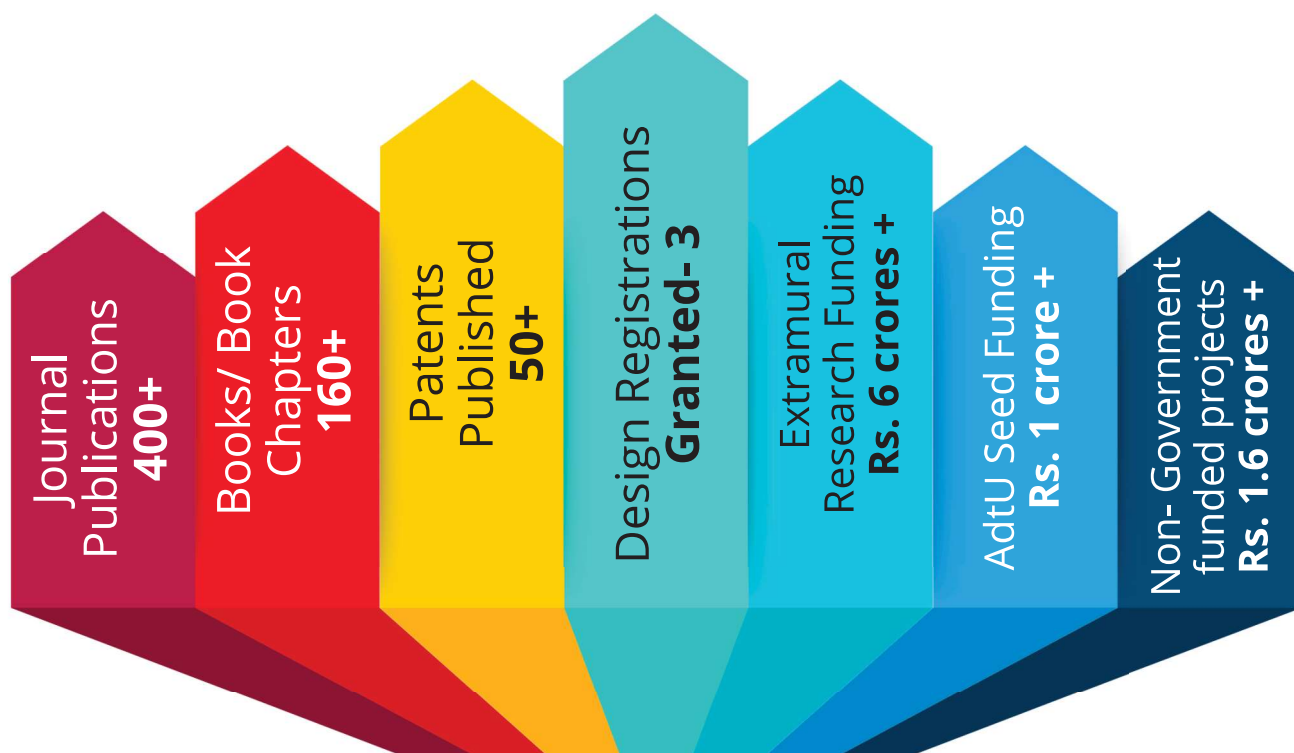 Journal
Publications
400+
Books/ Book
Chapters
160+
Patents
Published
50+
Design Registrations
Granted- 3
Extramural
Research Funding
Rs. 6 crores +
AdtU Seed Funding
Rs. 1 crore +
Non- Government
funded projects
Rs. 1.6 crores +